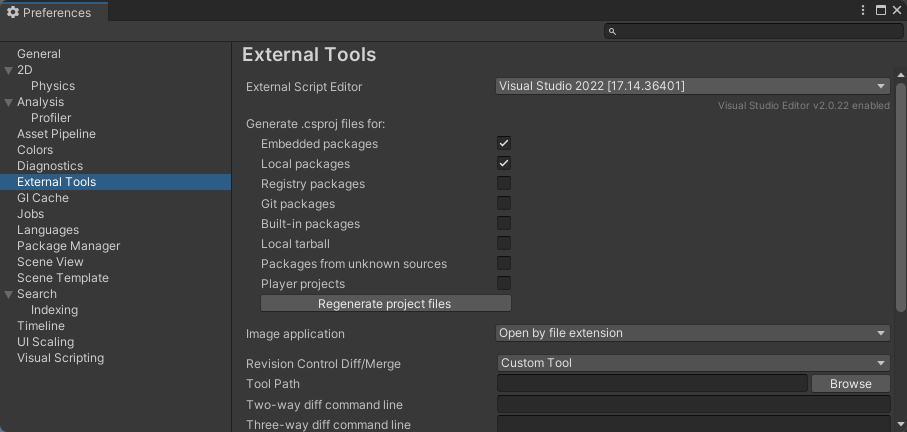 Preferences
General
2D
Physics
Analysis
Profiler
Asset Pipeline
Colors
Diagnostics
External Tools
GI Cache
Jobs
Languages
Package Manager
Scene View
Scene Template
Search
Indexing
Timeline
UI Scaling
Visual Scripting
External Tools
External Script Editor Visual Studio 2022 [17.14.36401]
Visual Studio Editor v2.0.22 enabled
Generate .csproj files for:
Embedded packages
Local packages
Registry packages
Git packages
Built-in packages
Local tarball
Packages from unknown sources
Player projects
Regenerate project files
Image application Open by file extension
Revision Control Diff/Merge Custom Tool
Tool Path Browse
Two-way diff command line
Three-way diff command line